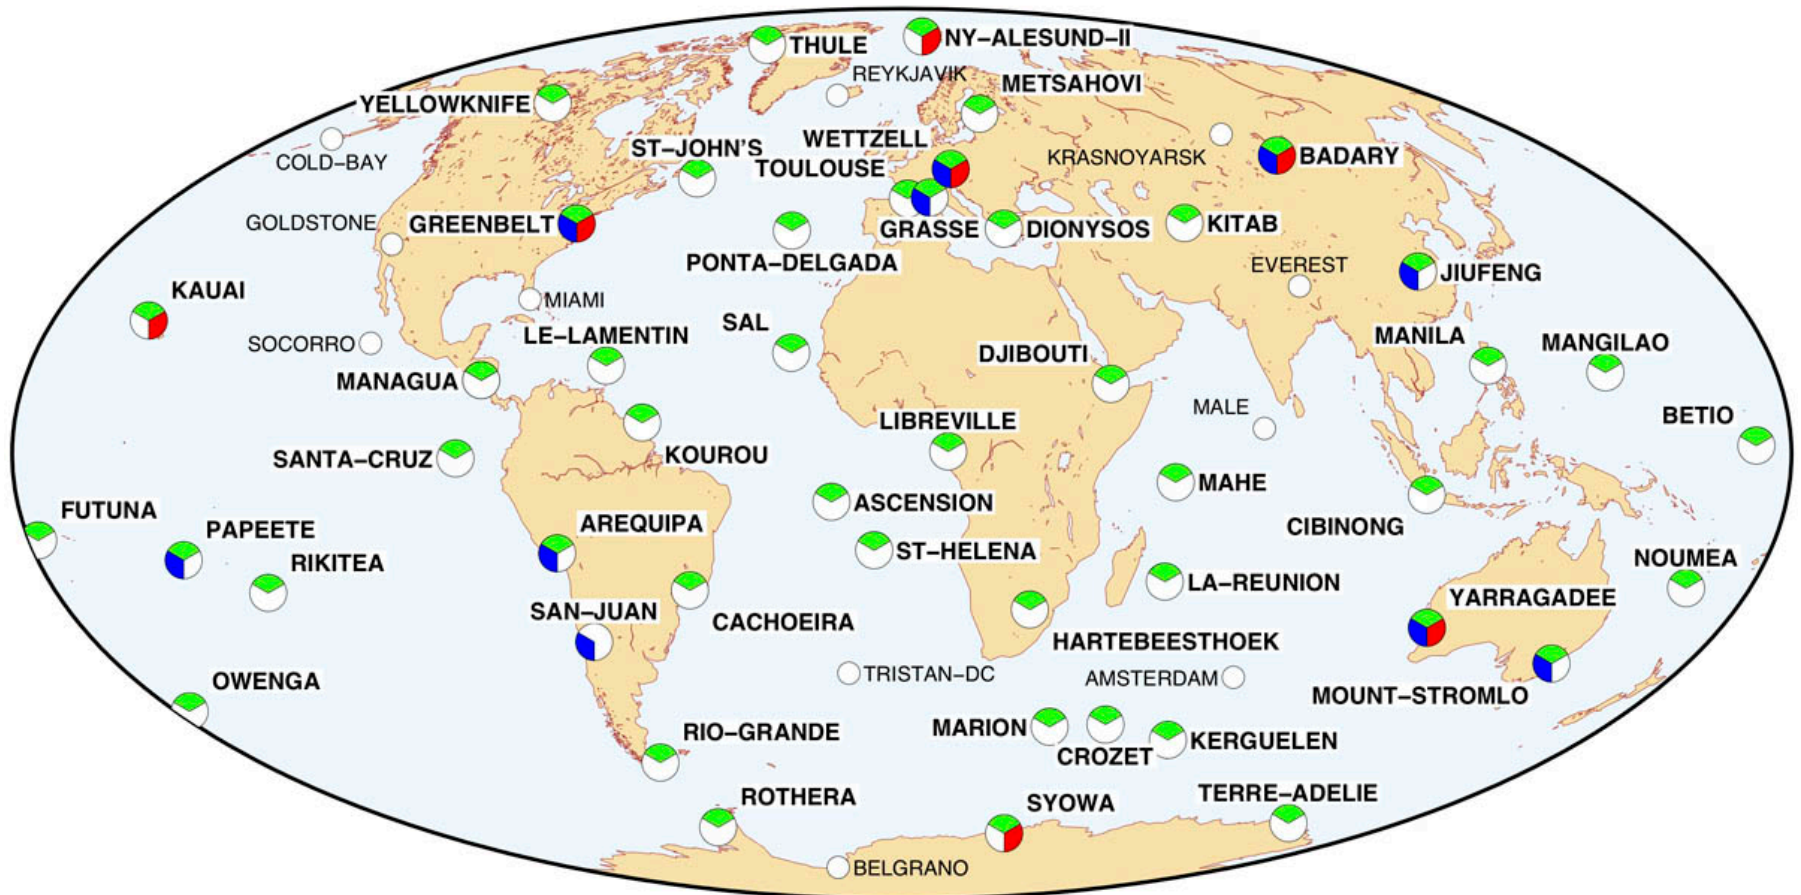 THULE
NY–ALESUND–II
REYKJAVIK
METSAHOVI
YELLOWKNIFE
COLD–BAY
ST–JOHN'S
WETTZELL
TOULOUSE
KRASNOYARSK
BADARY
GOLDSTONE
GREENBELT
GRASSE
DIONYSOS
KITAB
PONTA–DELGADA
EVEREST
JIUFENG
KAUAI
MIAMI
SOCORRO
LE–LAMENTIN
SAL
MANILA
MANGILAO
MANAGUA
DJIBOUTI
MALE
BETIO
LIBREVILLE
KOUROU
SANTA–CRUZ
MAHE
ASCENSION
CIBINONG
FUTUNA
PAPEETE
AREQUIPA
ST–HELENA
RIKITEA
NOUMEA
LA–REUNION
YARRAGADEE
SAN–JUAN
CACHOEIRA
HARTEBEESTHOEK
TRISTAN–DC
AMSTERDAM
OWENGA
MOUNT–STROMLO
RIO–GRANDE
MARION
CROZET
KERGUELEN
ROTHERA
SYOWA
TERRE–ADELIE
BELGRANO